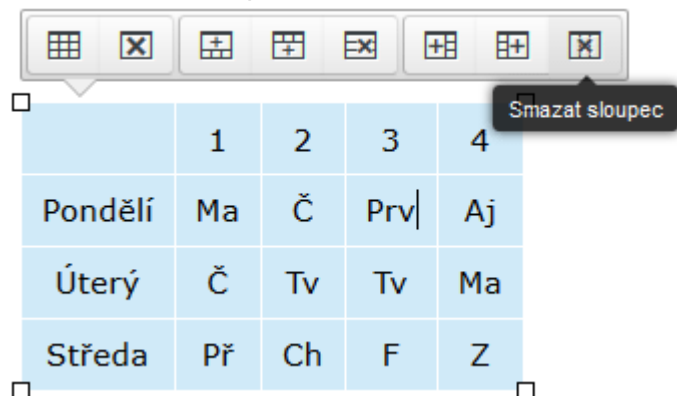 Smazat sloupec
1 2 3 4
Pondělí Ma Č Prv Aj
Úterý Č Tv Tv Ma
Středa Př Ch F Z